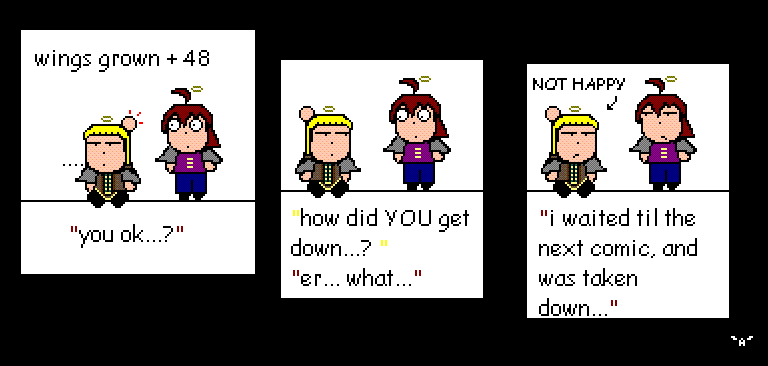 wings grown + 48
.....
"you ok...?"
"how did YOU get
down...? "
"er... what..."
NOT HAPPY
"i waited til the
next comic, and
was taken
down..."
"A"